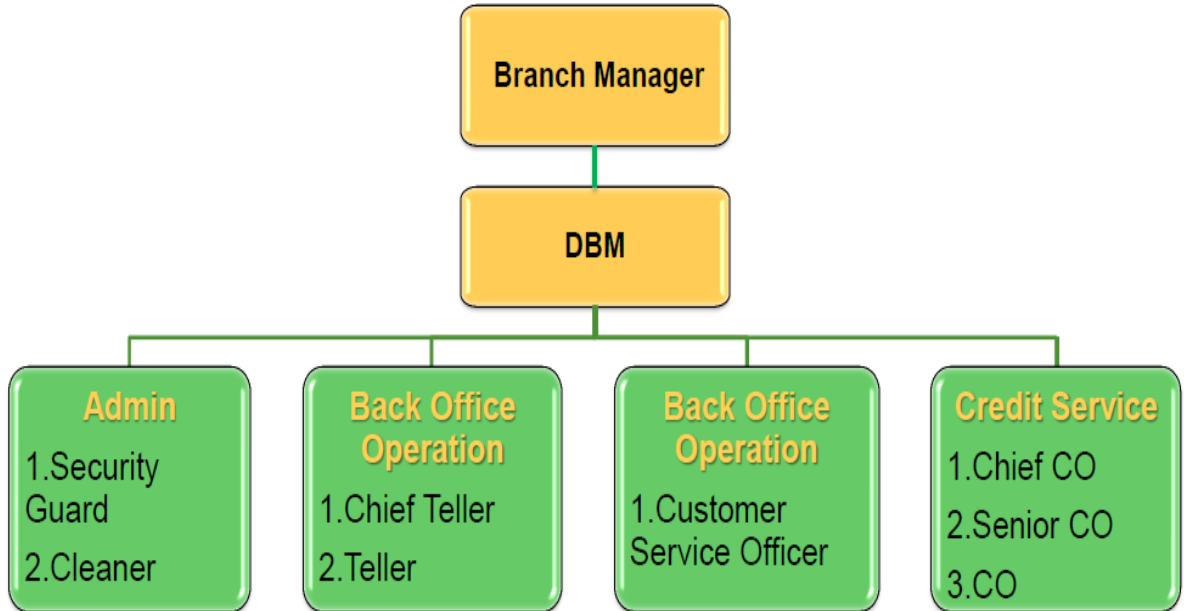 Branch Manager
DBM
Admin
1.Security
Guard
2.Cleaner
Back Office
Operation
1.Chief Teller
2.Teller
Back Office
Operation
1.Customer
Service Officer
Credit Service
1.Chief CO
2.Senior CO
3.CO